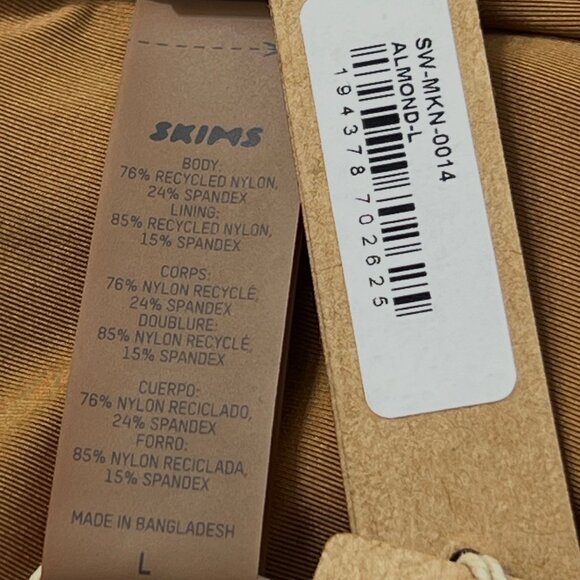 SKIMS
BODY:
76% RECYCLED NYLON,
24% SPANDEX
LINING:
85% RECYCLED NYLON,
15% SPANDEX
CORPS:
76% NYLON RECYCLÉ,
24% SPANDEX
DOUBLURE:
85% NYLON RECYCLÉ,
15% SPANDEX
CUERPO:
76% NYLON RECICLADO,
24% SPANDEX
FORRO:
85% NYLON RECICLADA,
15% SPANDEX
MADE IN BANGLADESH
L
SW-MKN-0014
ALMOND-L
194378702625